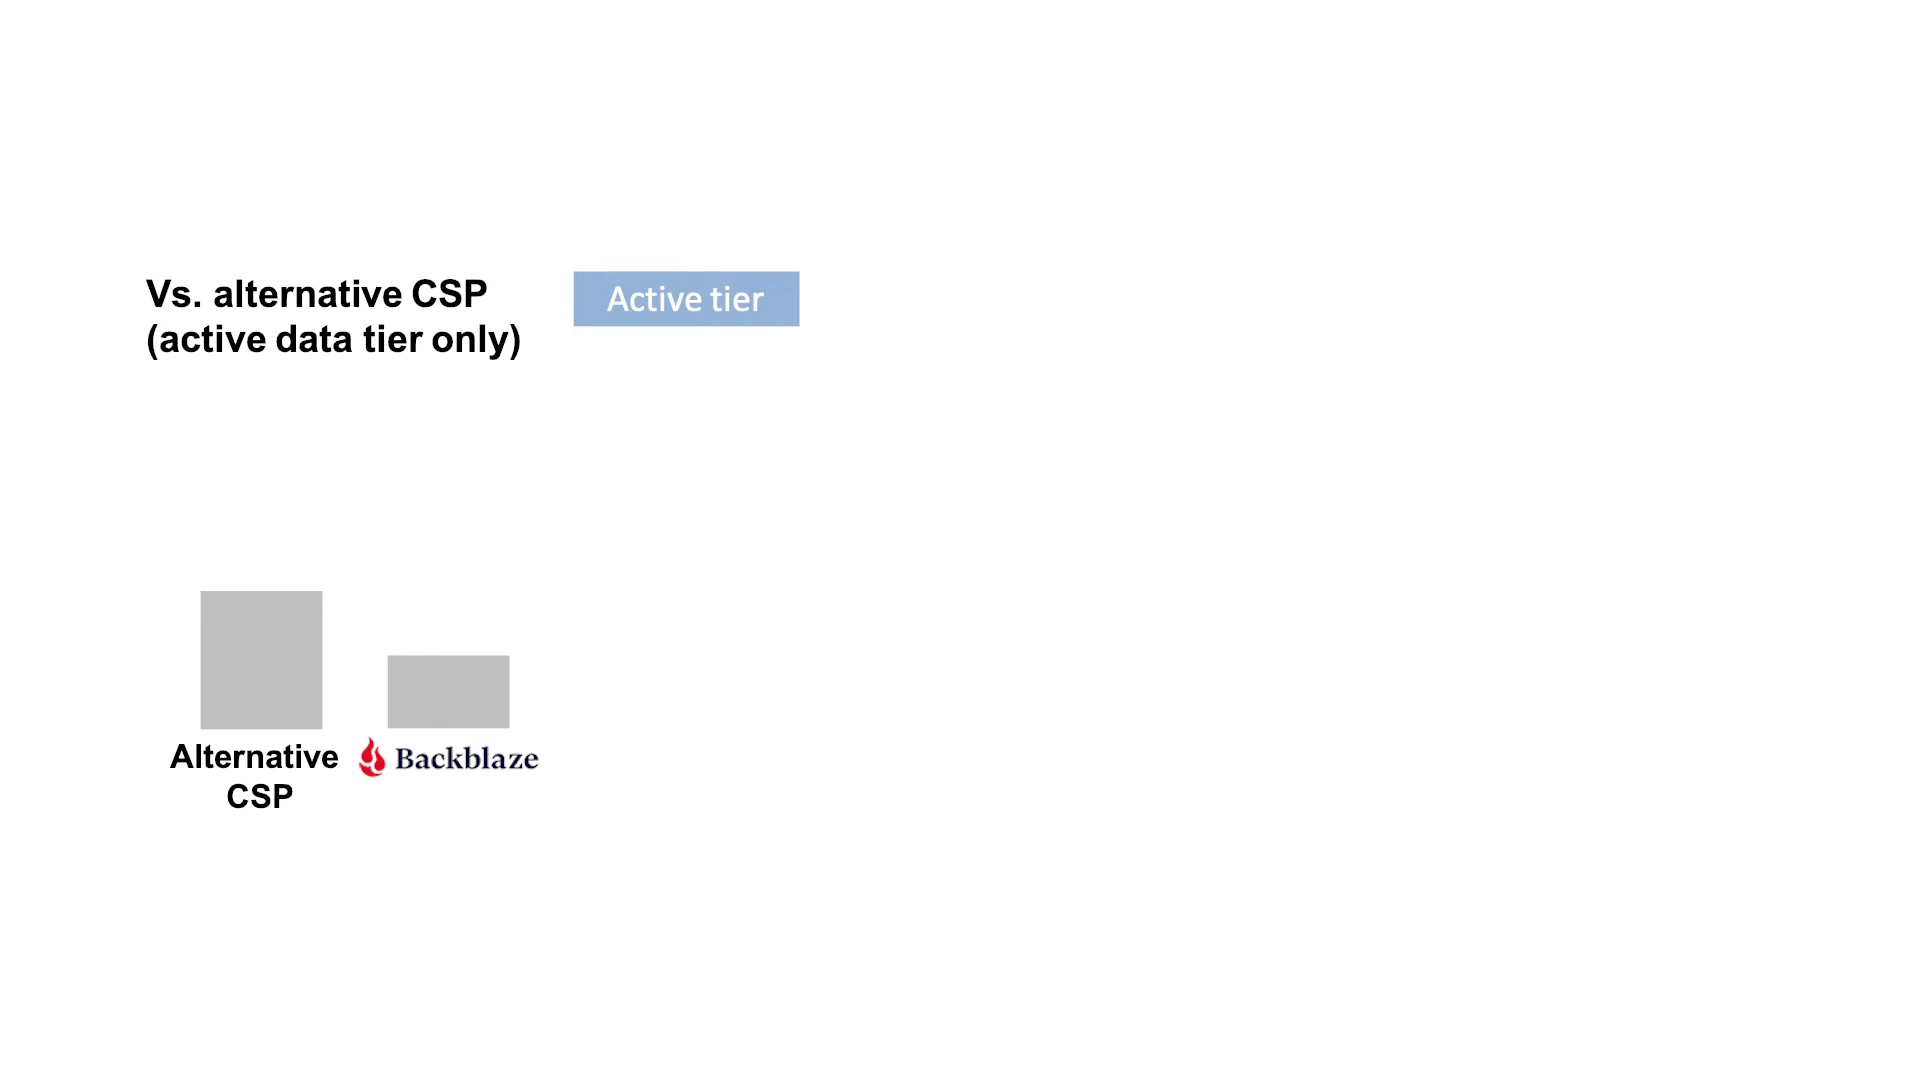 Vs. alternative CSP
(active data tier only)
Active tier
Alternative
CSP
Backblaze